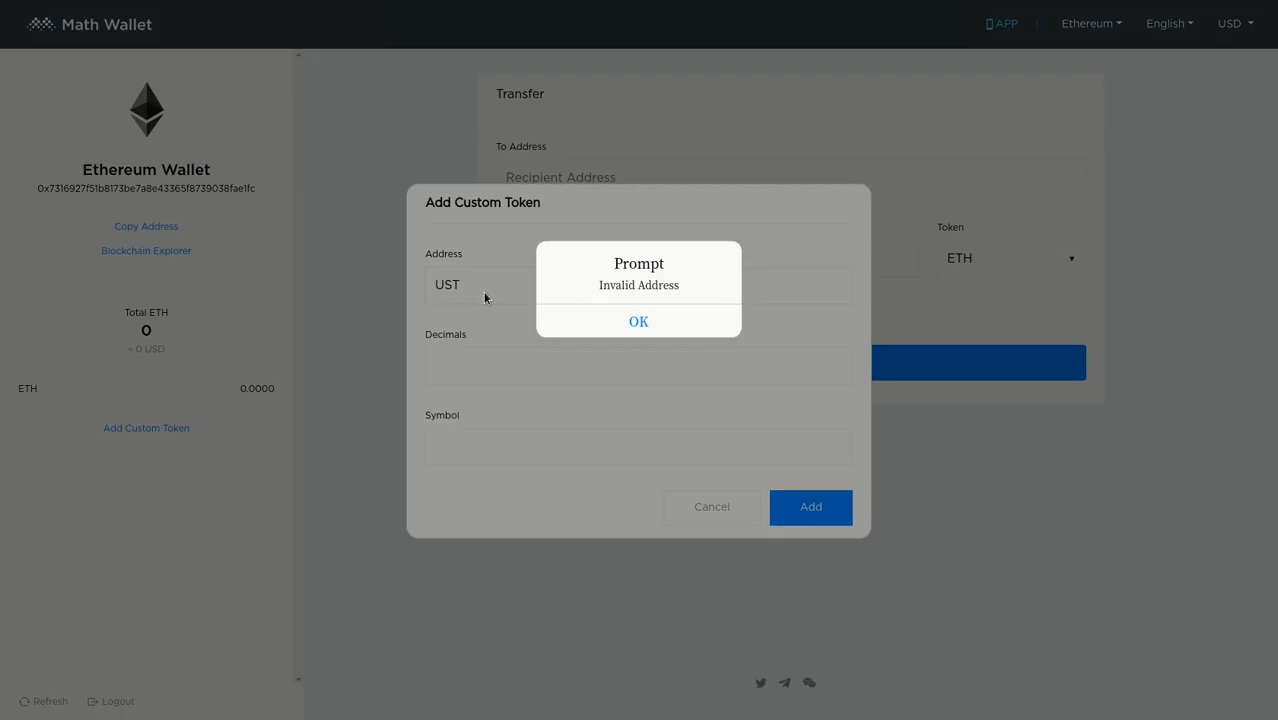 Math Wallet
APP
Ethereum
English
USD
Ethereum Wallet
0x7316927f51b8173be7a8e43365f8739038fae1fc
Copy Address
Blockchain Explorer
Total ETH
0
≈ 0 USD
ETH 0.0000
Add Custom Token
Refresh
Logout
Transfer
To Address
Recipient Address
Token
ETH
Add Custom Token
Address
UST
Decimals
Symbol
Cancel
Add
Prompt
Invalid Address
OK